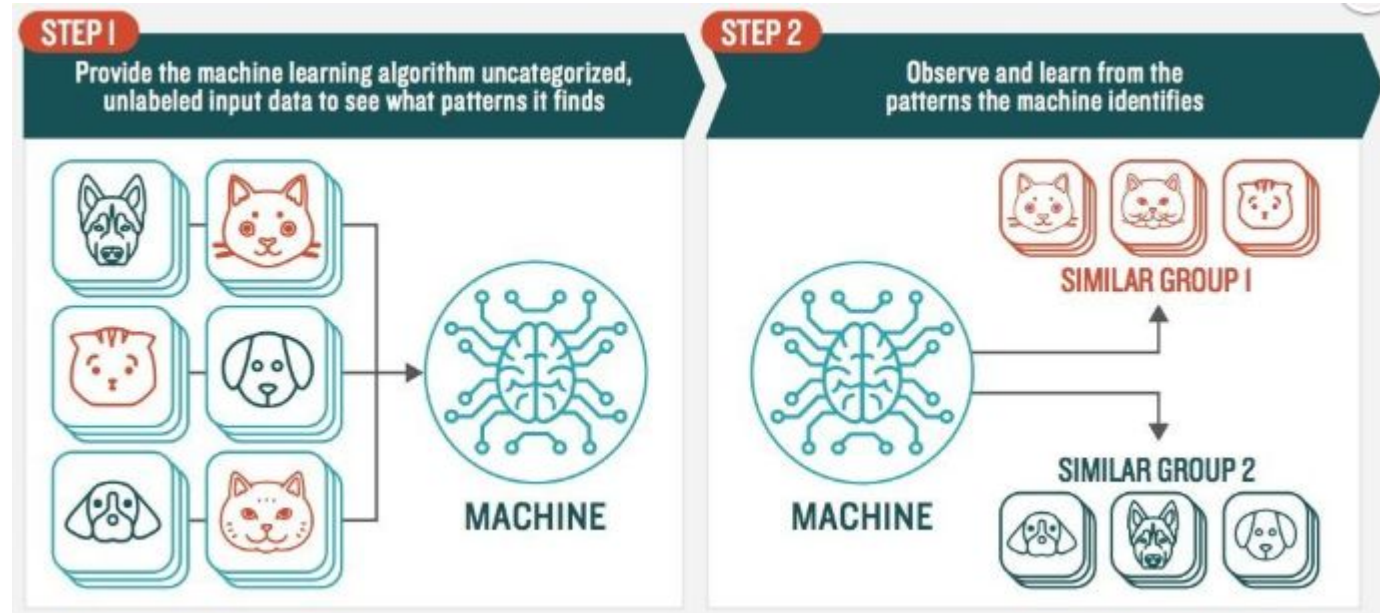 STEP 1
Provide the machine learning algorithm uncategorized,
unlabeled input data to see what patterns it finds
MACHINE
STEP 2
Observe and learn from the
patterns the machine identifies
SIMILAR GROUP 1
MACHINE
SIMILAR GROUP 2